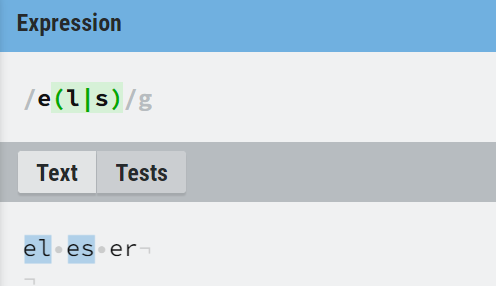 Expression
/e(l|s)/g
Text Tests
el·es·er¬
¬